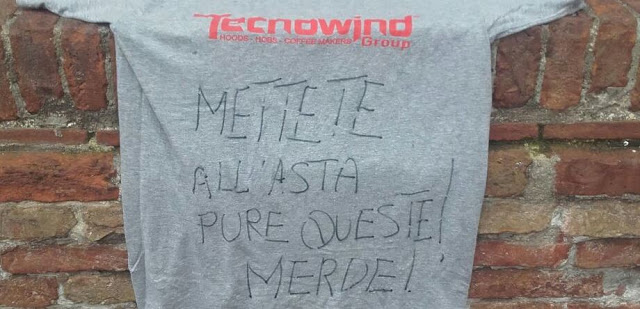 Tecnowind
HOODS - HOBS - COFFEE MAKERS Group
METTETE
ALL'ASTA
PURE QUESTE!
MERDE!